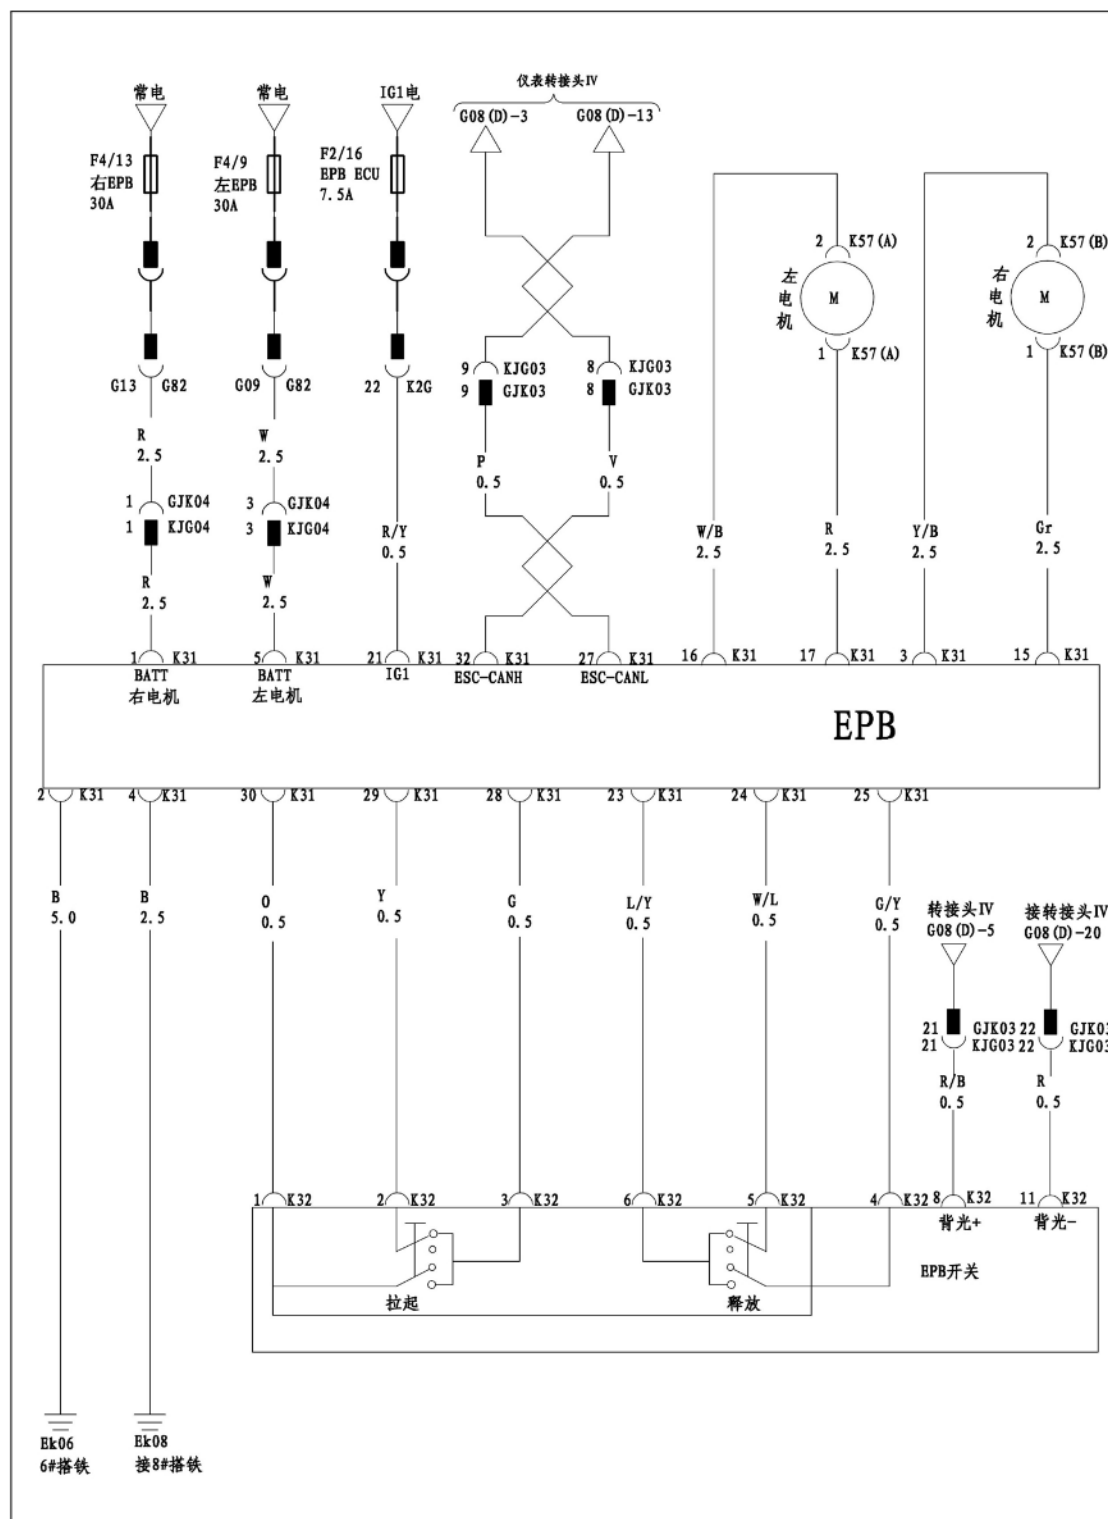 常电
常电
IG1电
仪表转接头IV
G08(D)-3
G08(D)-13
F4/13
右EPB
30A
F4/9
左EPB
30A
F2/16
EPB ECU
7.5A
2 K57(A)
左电机
M
1 K57(A)
2 K57(B)
右电机
M
1 K57(B)
G13 G82
G09 G82
22 K2G
9 KJG03
9 GJK03
8 KJG03
8 GJK03
R
2.5
W
2.5
P
0.5
V
0.5
1 GJK04
1 KJG04
3 GJK04
3 KJG04
R/Y
0.5
W/B
2.5
R
2.5
Y/B
2.5
Gr
2.5
R
2.5
W
2.5
1 K31
5 K31
21 K31
32 K31
27 K31
16 K31
17 K31
3 K31
15 K31
BATT
右电机
BATT
左电机
IG1
ESC-CANH
ESC-CANL
EPB
2 K31
4 K31
30 K31
29 K31
28 K31
23 K31
24 K31
25 K31
B
5.0
B
2.5
O
0.5
Y
0.5
G
0.5
L/Y
0.5
W/L
0.5
G/Y
0.5
转接头IV
G08(D)-5
接转接头IV
G08(D)-20
21 GJK03
21 KJG03
22 GJK03
22 KJG03
R/B
0.5
R
0.5
1 K32
2 K32
3 K32
6 K32
5 K32
4 K32
8 K32
11 K32
背光+
背光-
EPB开关
拉起
释放
Ek06
6#搭铁
Ek08
接8#搭铁